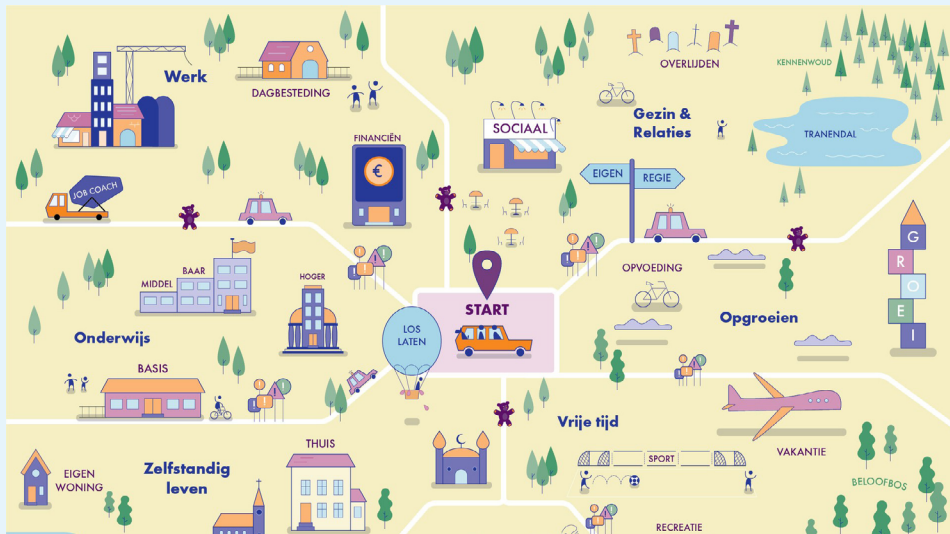 Werk
DAGBESTEDING
OVERLIJDEN
KENNENWOUD
Gezin &
Relaties
TRANENDAL
SOCIAAL
FINANCIËN
€
EIGEN
REGIE
JOB COACH
OPVOEDING
G
R
O
E
I
MIDDEL
BAAR
HOGER
START
LOS
LATEN
Onderwijs
Opgroeien
BASIS
Vrije tijd
VAKANTIE
SPORT
THUIS
EIGEN
WONING
Zelfstandig
leven
BELOOFBOS
RECREATIE